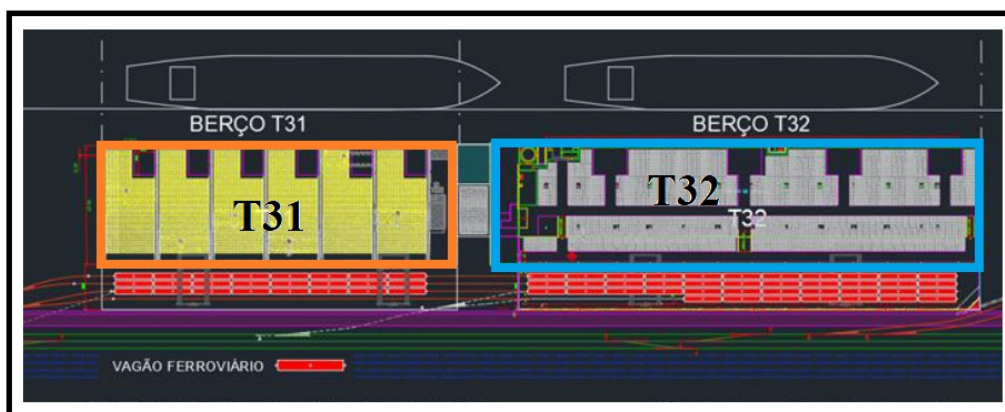 BERÇO T31
BERÇO T32
T31
T32
T32
VAGÃO FERROVIÁRIO